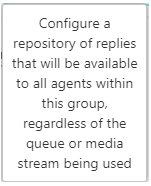 Configure a
repository of replies
that will be available
to all agents within
this group,
regardless of the
queue or media
stream being used